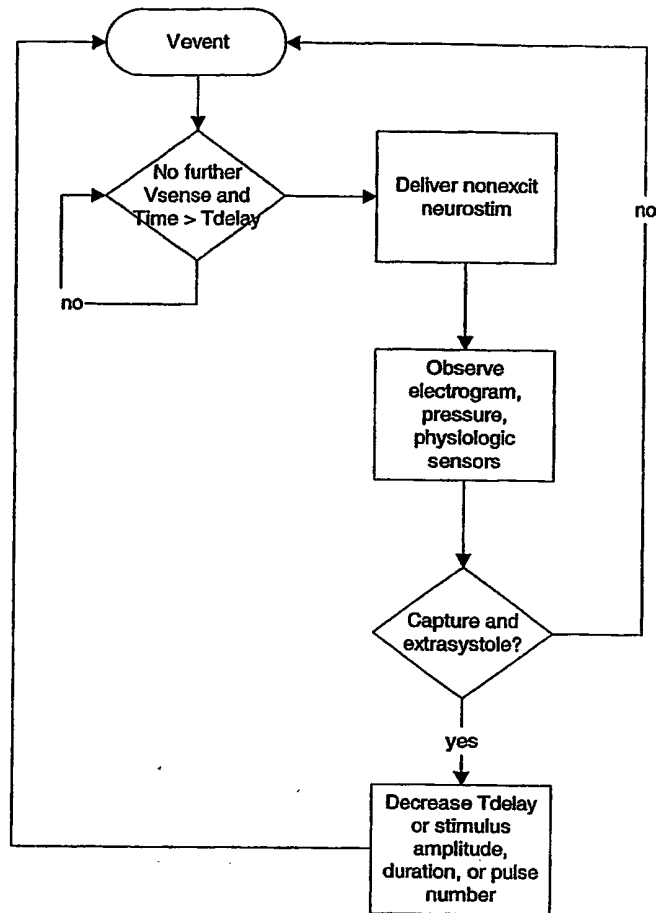 Vevent
No further
Vsense and
Time > Tdelay
no
Deliver nonexcit
neurostim
no
Observe
electrogram,
pressure,
physiologic
sensors
Capture and
extrasystole?
yes
Decrease Tdelay
or stimulus
amplitude,
duration, or pulse
number